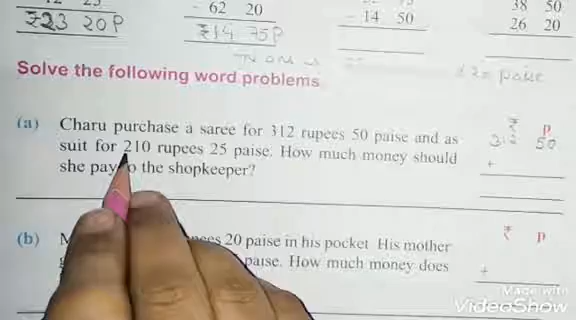 62 20
38 50
₹23 20P
- 14 50
26 20
₹14 75P
Solve the following word problems
(a) Charu purchase a saree for 312 rupees 50 paise and as
suit for 210 rupees 25 paise. How much money should
she pay to the shopkeeper?
₹ P
312 50
+
(b) 20 paise in his pocket His mother
paise. How much money does
₹ P
+
Made with
VideoShow